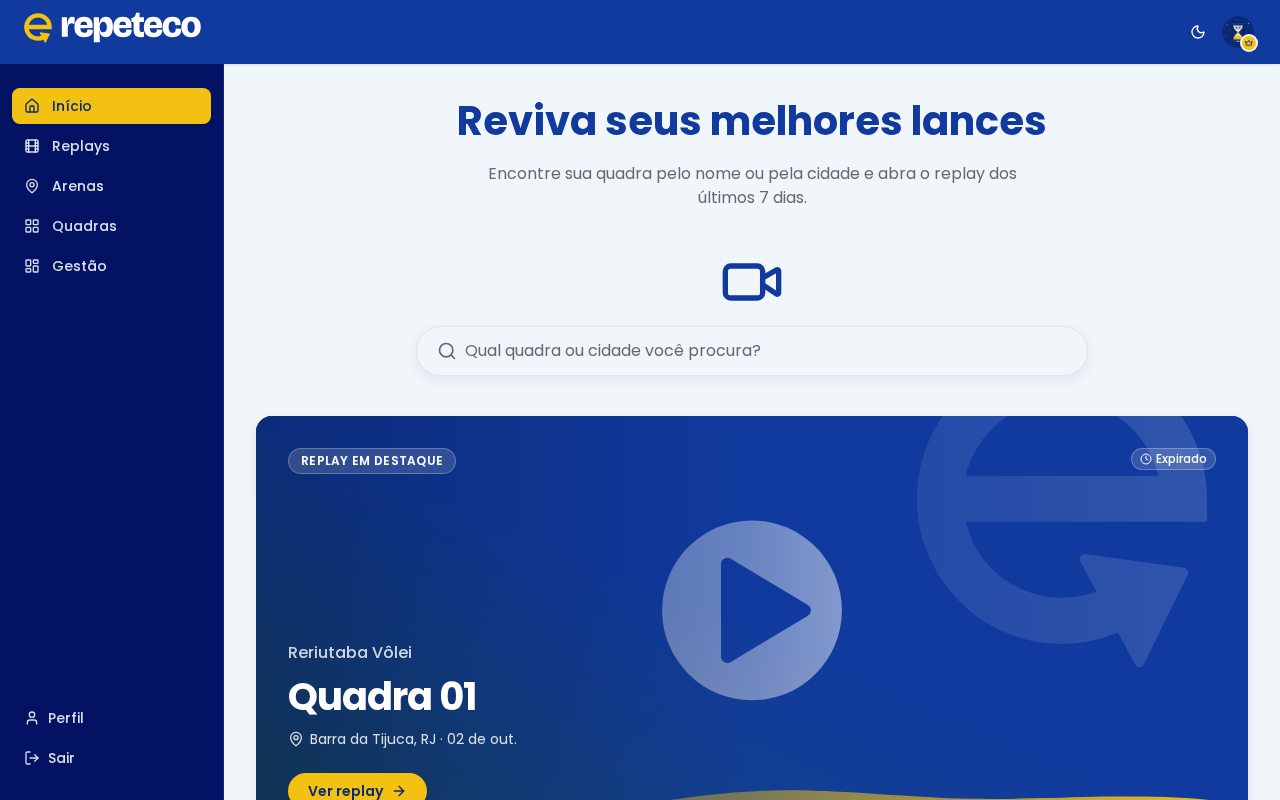 repeteco
Início
Replays
Arenas
Quadras
Gestão
Perfil
Sair
Reviva seus melhores lances
Encontre sua quadra pelo nome ou pela cidade e abra o replay dos
últimos 7 dias.
Qual quadra ou cidade você procura?
REPLAY EM DESTAQUE
Expirado
Reriutaba Vôlei
Quadra 01
Barra da Tijuca, RJ · 02 de out.
Ver replay